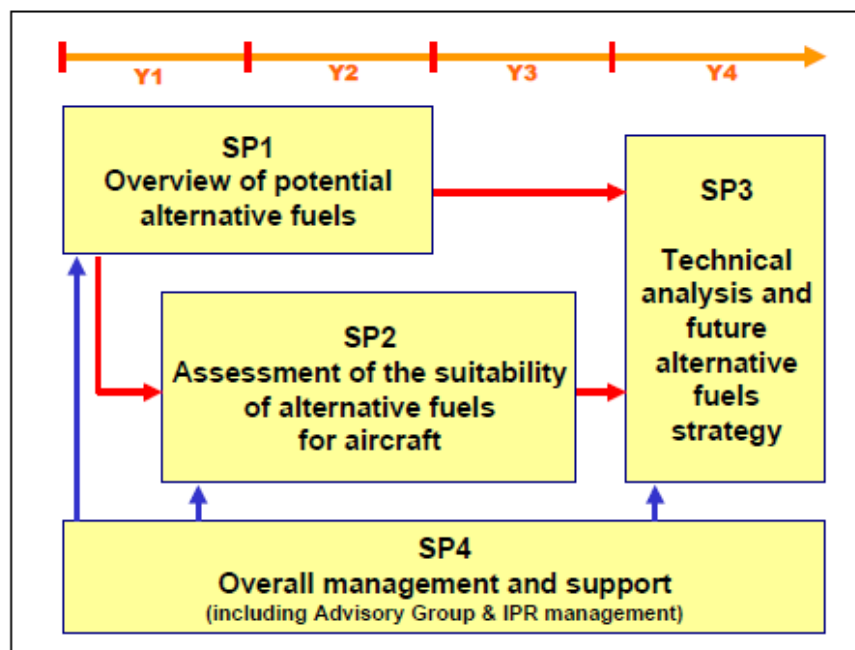 Y1 Y2 Y3 Y4
SP1
Overview of potential
alternative fuels
SP2
Assessment of the suitability
of alternative fuels
for aircraft
SP3
Technical
analysis and
future
alternative
fuels
strategy
SP4
Overall management and support
(including Advisory Group & IPR management)